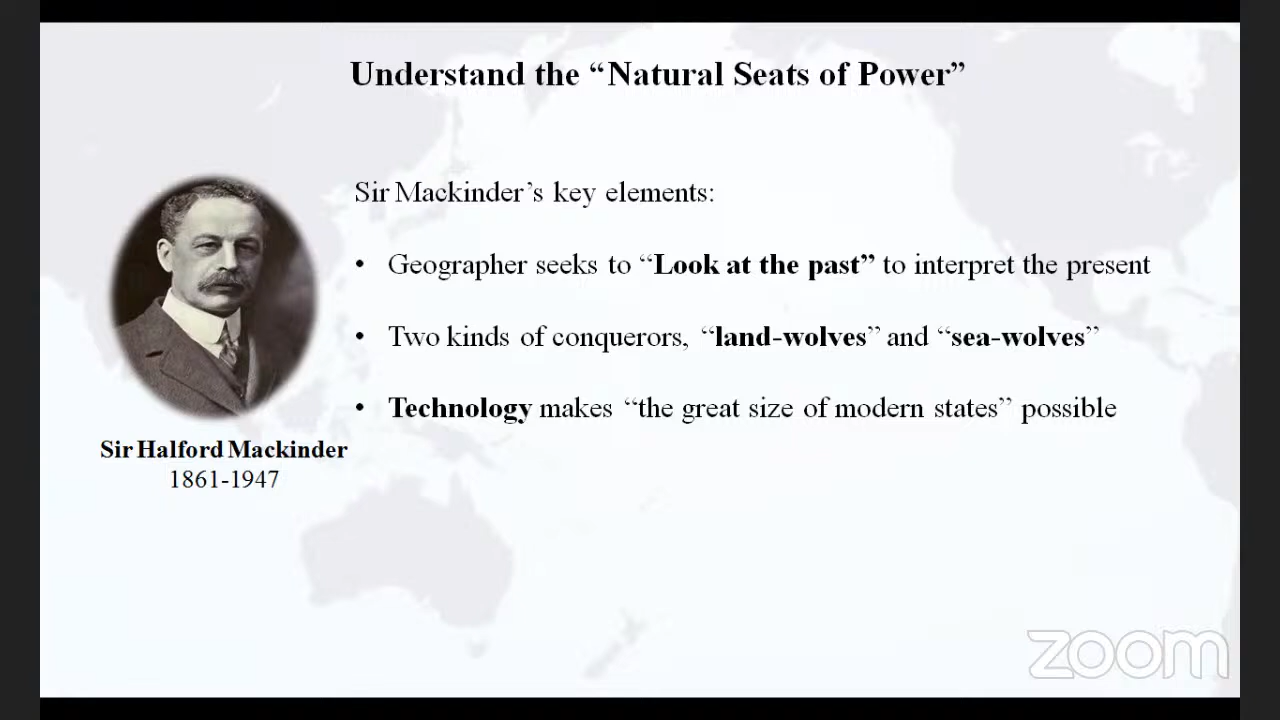 Understand the “Natural Seats of Power”
Sir Mackinder’s key elements:
• Geographer seeks to “Look at the past” to interpret the present
• Two kinds of conquerors, “land-wolves” and “sea-wolves”
• Technology makes “the great size of modern states” possible
Sir Halford Mackinder
1861-1947
zoom